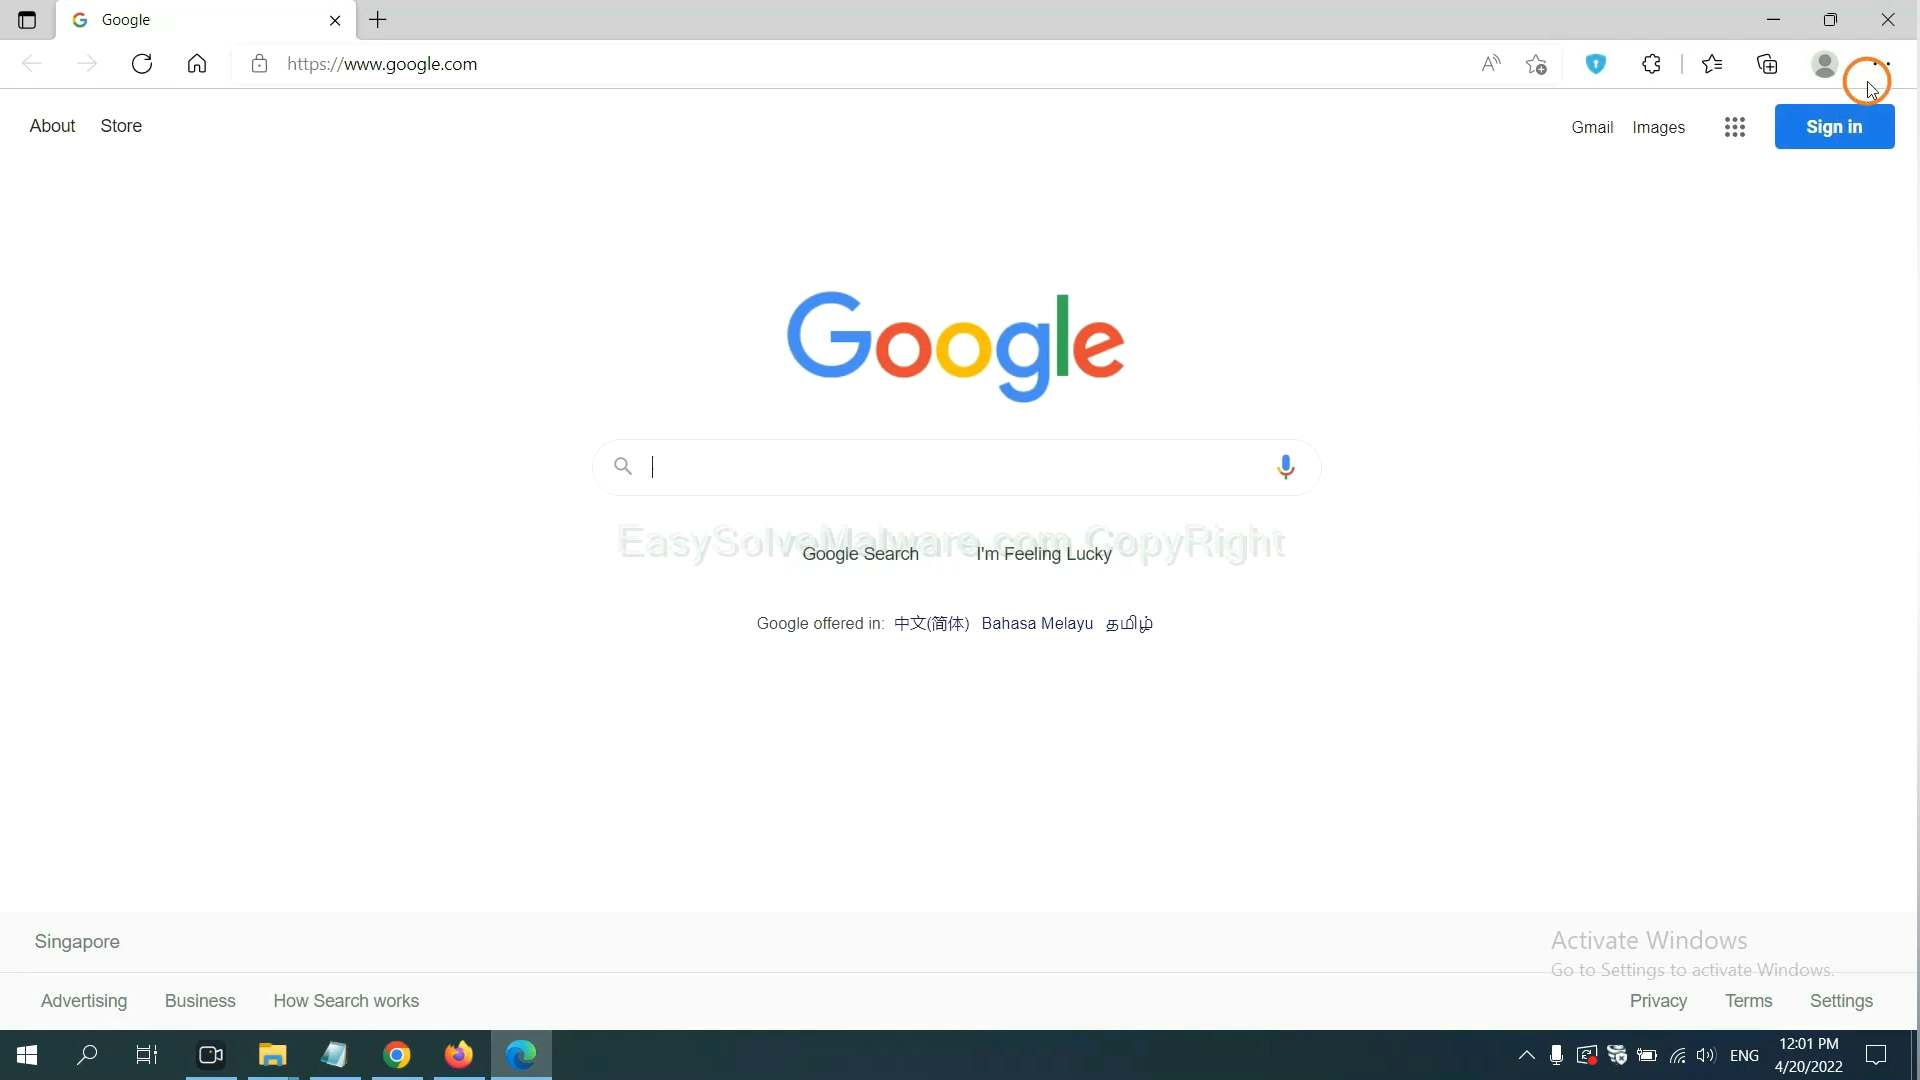 Google
https://www.google.com
About Store
Gmail Images Sign in
Google
EasySolveMalware.com CopyRight
Google Search I'm Feeling Lucky
Google offered in: 中文(简体) Bahasa Melayu தமிழ்
Singapore
Activate Windows
Go to Settings to activate Windows.
Advertising Business How Search works
Privacy Terms Settings
ENG
12:01 PM
4/20/2022